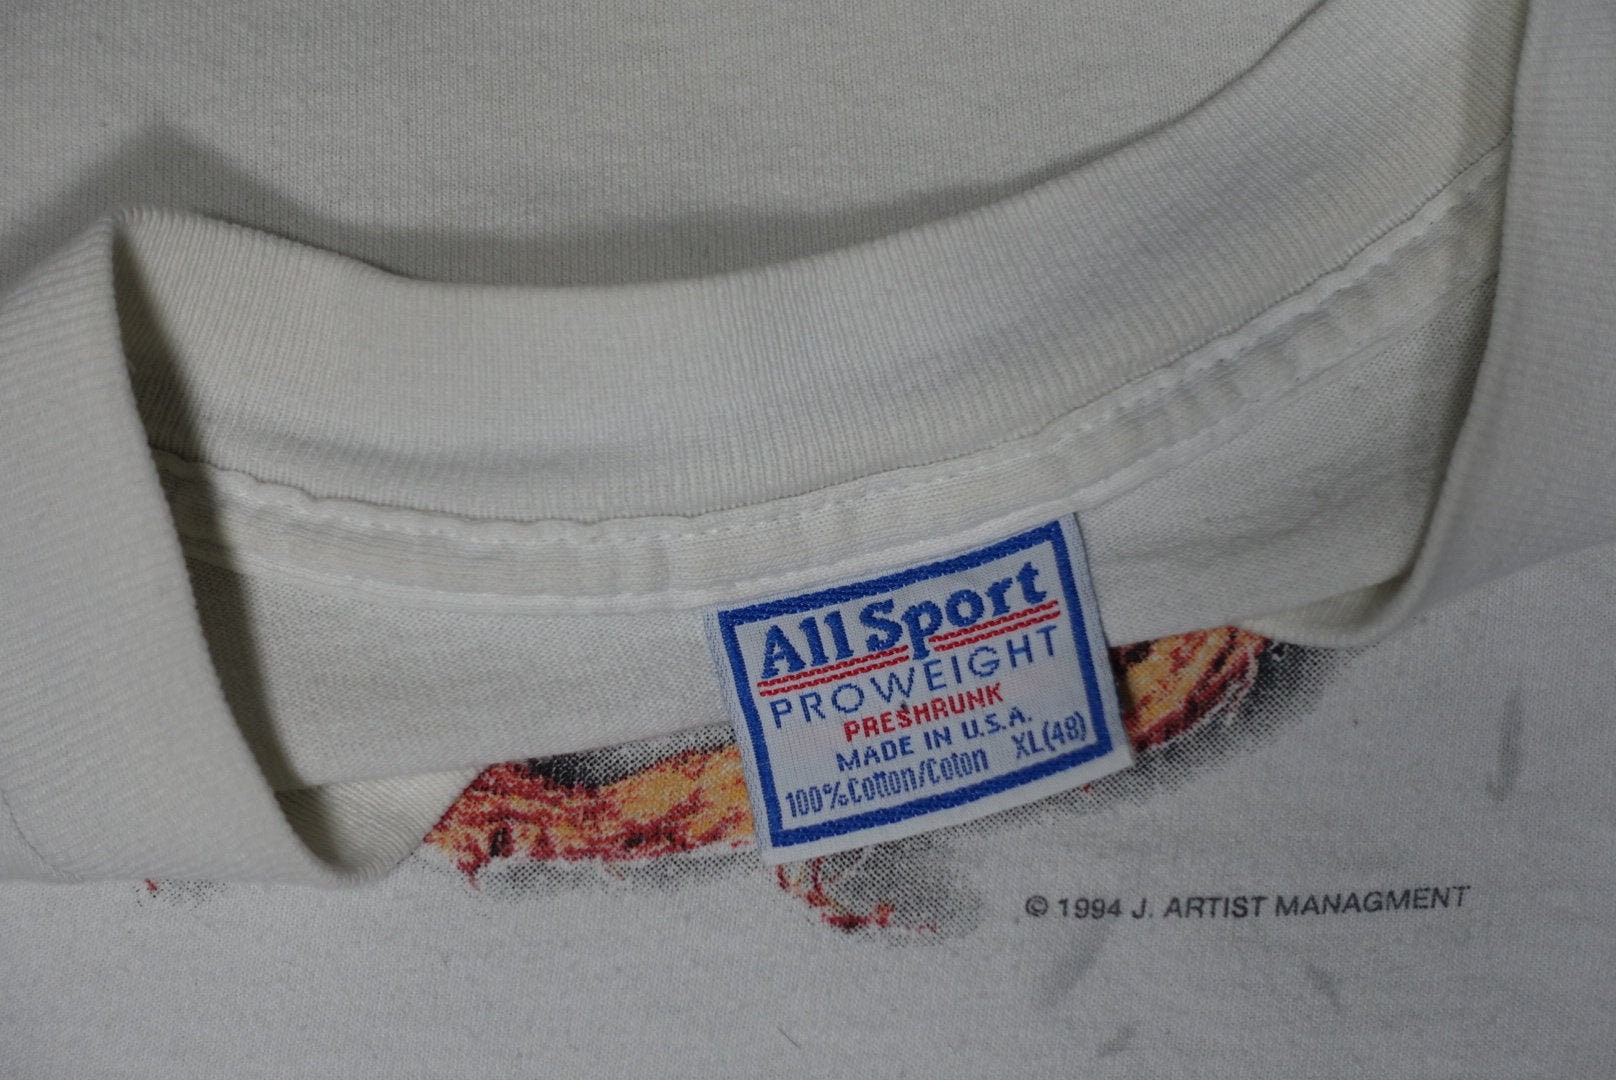 All Sport
PROWEIGHT
PRESHRUNK
MADE IN U.S.A.
100%Cotton/Coton XL(48)
© 1994 J. ARTIST MANAGMENT